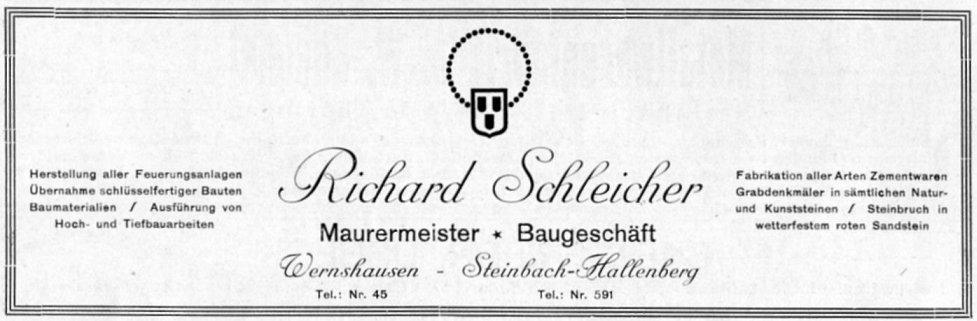 Herstellung aller Feuerungsanlagen
Übernahme schlüsselfertiger Bauten
Baumaterialien / Ausführung von
Hoch- und Tiefbauarbeiten
Richard Schleicher
Maurermeister ★ Baugeschäft
Wernshausen - Steinbach-Hallenberg
Tel.: Nr. 45 Tel.: Nr. 591
Fabrikation aller Arten Zementwaren
Grabdenkmäler in sämtlichen Natur-
und Kunststeinen / Steinbruch in
wetterfestem roten Sandstein